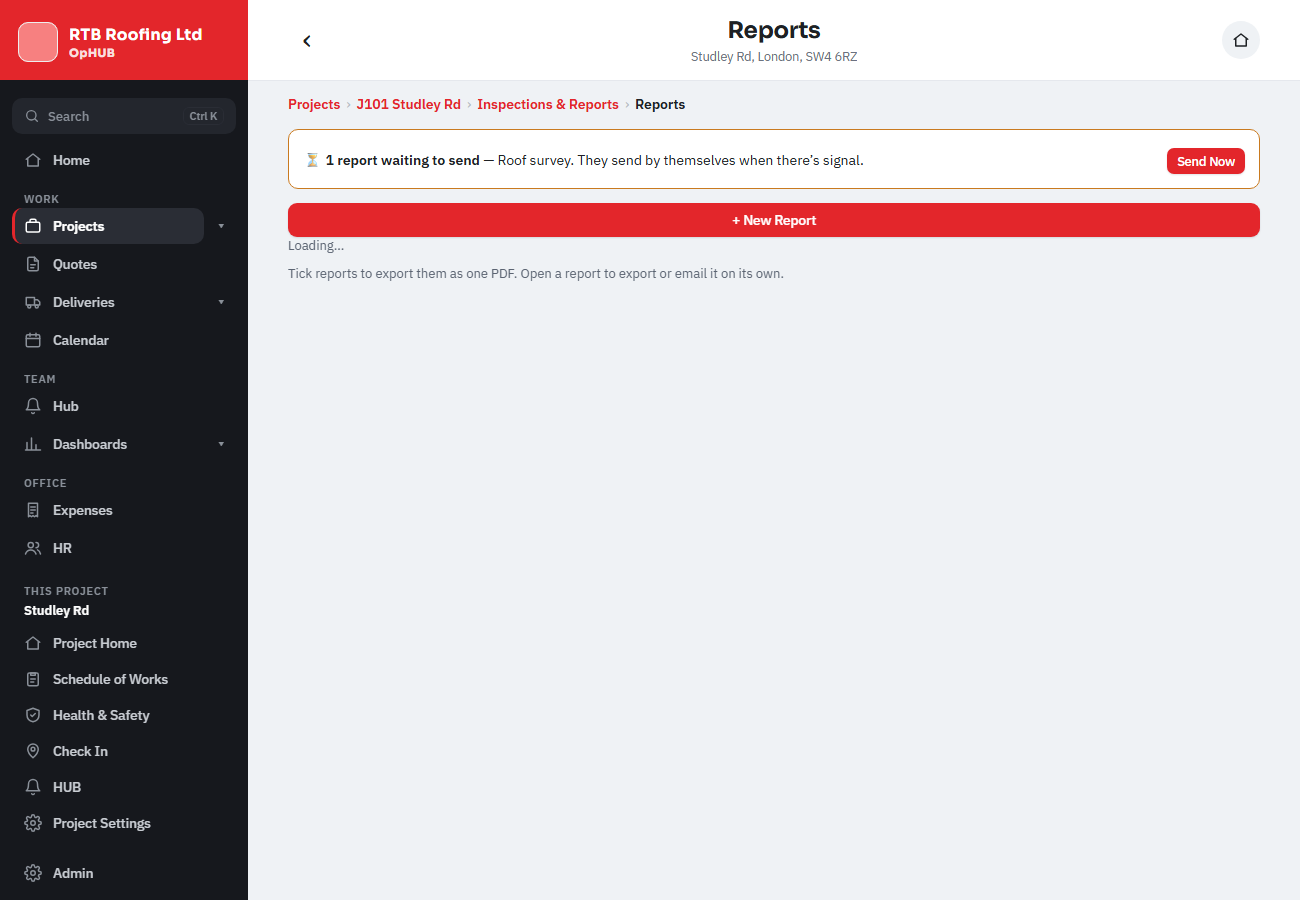 RTB Roofing Ltd
OpHUB
Search Ctrl K
Home
WORK
Projects
Quotes
Deliveries
Calendar
TEAM
Hub
Dashboards
OFFICE
Expenses
HR
THIS PROJECT
Studley Rd
Project Home
Schedule of Works
Health & Safety
Check In
HUB
Project Settings
Admin
Reports
Studley Rd, London, SW4 6RZ
Projects › J101 Studley Rd › Inspections & Reports › Reports
⏳ 1 report waiting to send — Roof survey. They send by themselves when there’s signal.
Send Now
+ New Report
Loading…
Tick reports to export them as one PDF. Open a report to export or email it on its own.